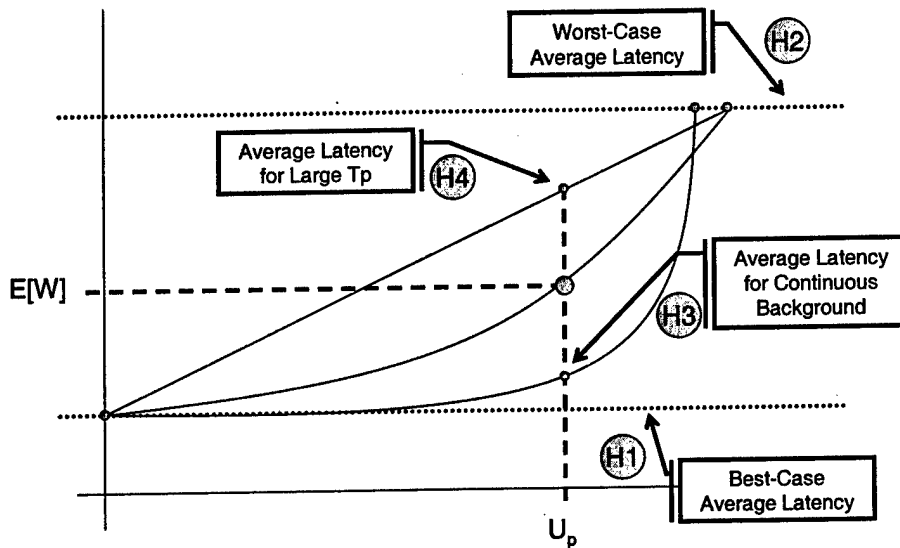 Worst-Case
Average Latency
H2
Average Latency
for Large Tp
H4
E[W]
Average Latency
for Continuous
Background
H3
H1
Best-Case
Average Latency
Up